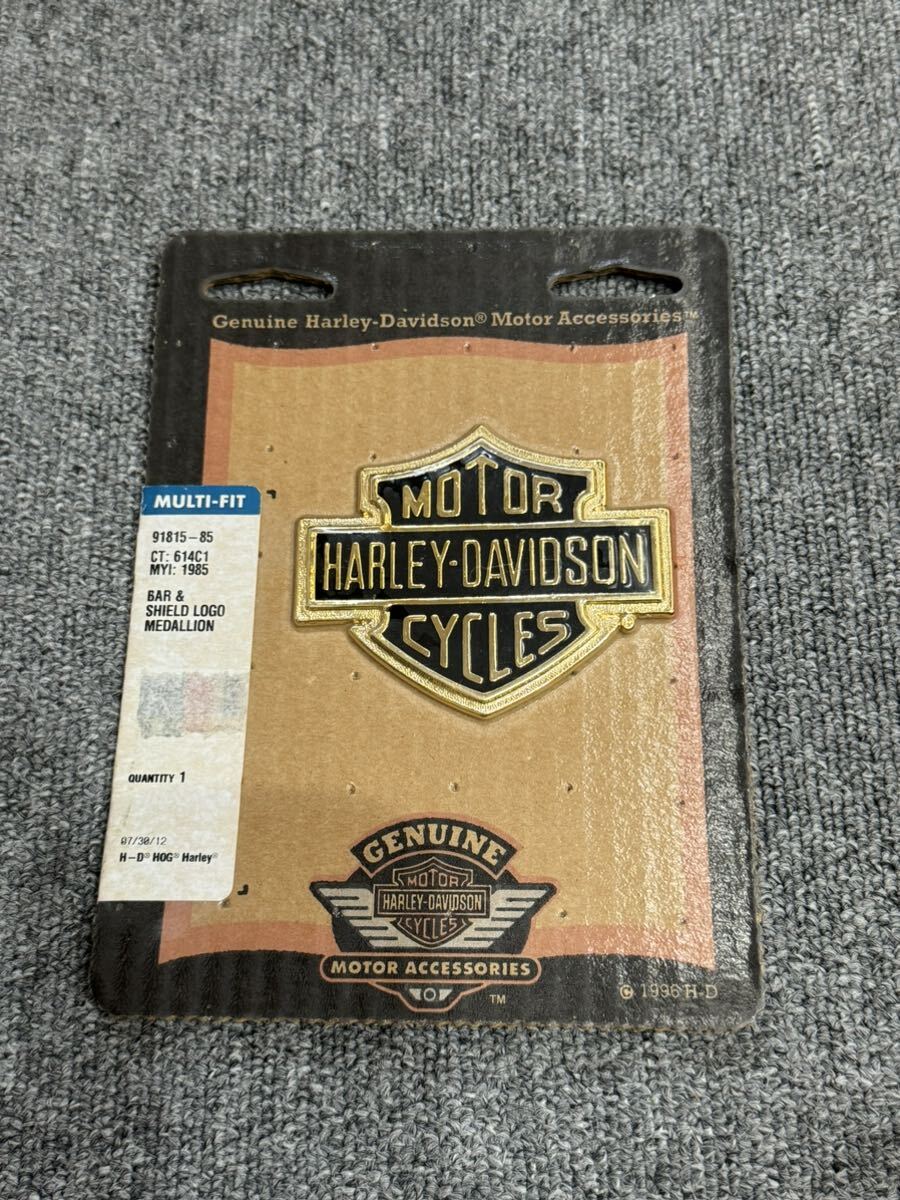 Genuine Harley-Davidson® Motor Accessories™
MULTI-FIT
91815-85
CT: 614C1
MYI: 1985
BAR &
SHIELD LOGO
MEDALLION
QUANTITY 1
07/30/12
H-D® HOG® Harley®
MOTOR
HARLEY-DAVIDSON
CYCLES
®
GENUINE
MOTOR
HARLEY-DAVIDSON
CYCLES
MOTOR ACCESSORIES
TM
© 1996 H-D